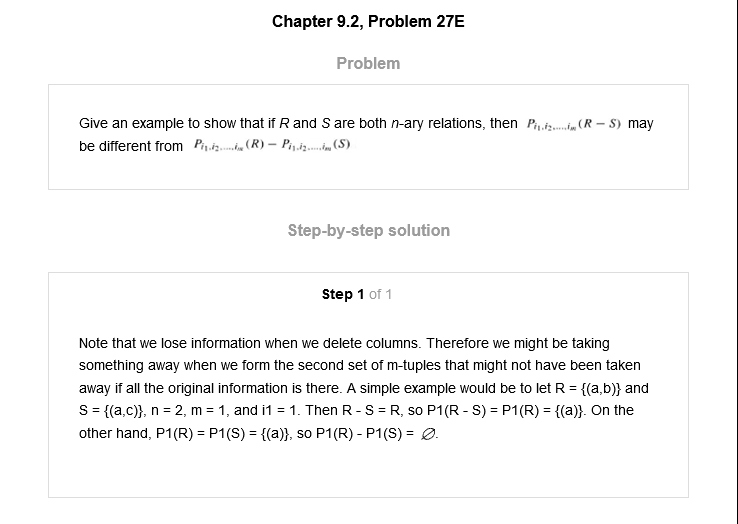 Chapter 9.2, Problem 27E
Problem
Give an example to show that if R and S are both n-ary relations, then P_{i_1,i_2,.....i_m} (R − S) may
be different from P_{i_1,i_2,.....i_m} (R) − P_{i_1,i_2,.....i_m} (S)
Step-by-step solution
Step 1 of 1
Note that we lose information when we delete columns. Therefore we might be taking
something away when we form the second set of m-tuples that might not have been taken
away if all the original information is there. A simple example would be to let R = {(a,b)} and
S = {(a,c)}, n = 2, m = 1, and i1 = 1. Then R - S = R, so P1(R - S) = P1(R) = {(a)}. On the
other hand, P1(R) = P1(S) = {(a)}, so P1(R) - P1(S) = ∅.